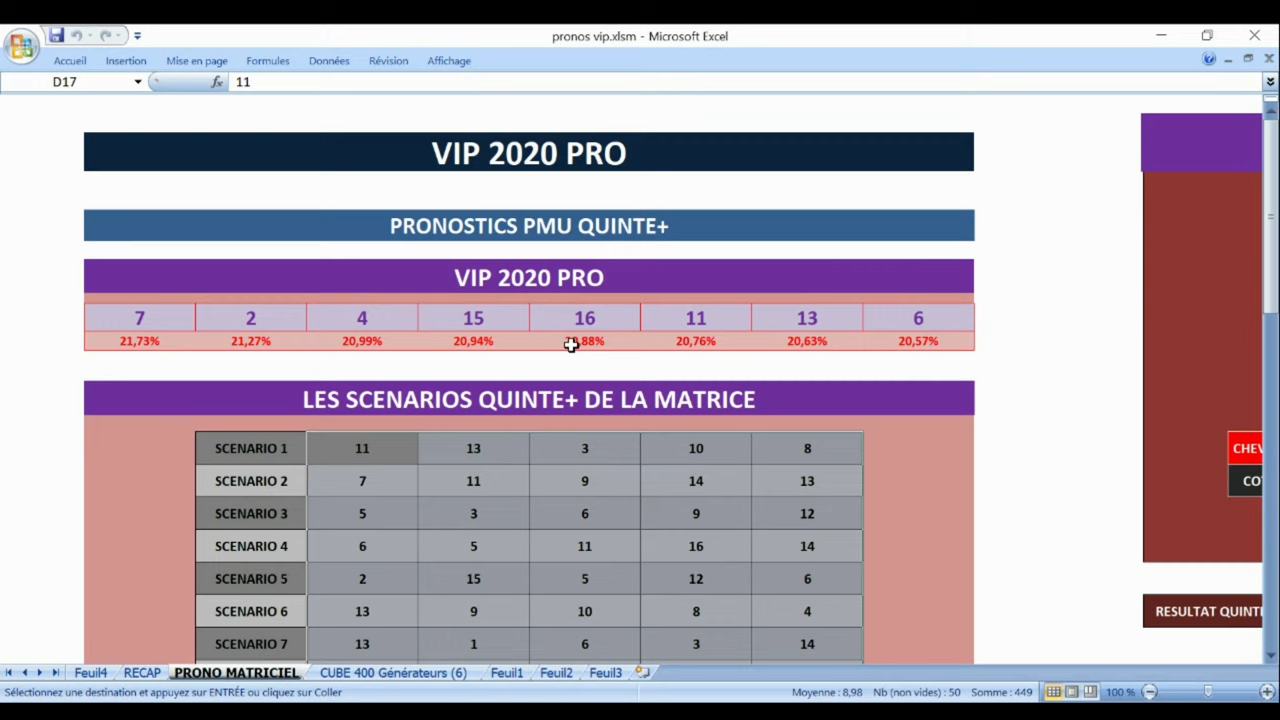 pronos vip.xlsm - Microsoft Excel
Accueil Insertion Mise en page Formules Données Révision Affichage
D17 fx 11
VIP 2020 PRO
PRONOSTICS PMU QUINTE+
VIP 2020 PRO
7 2 4 15 16 11 13 6
21,73% 21,27% 20,99% 20,94% 88% 20,76% 20,63% 20,57%
LES SCENARIOS QUINTE+ DE LA MATRICE
SCENARIO 1 11 13 3 10 8
CHEV
SCENARIO 2 7 11 9 14 13
COT
SCENARIO 3 5 3 6 9 12
SCENARIO 4 6 5 11 16 14
SCENARIO 5 2 15 5 12 6
SCENARIO 6 13 9 10 8 4
RESULTAT QUINT
SCENARIO 7 13 1 6 3 14
Feuil4 RECAP PRONO MATRICIEL CUBE 400 Générateurs (6) Feuil1 Feuil2 Feuil3
Sélectionnez une destination et appuyez sur ENTRÉE ou cliquez sur Coller Moyenne : 8,98 Nb (non vides) : 50 Somme : 449 100 %